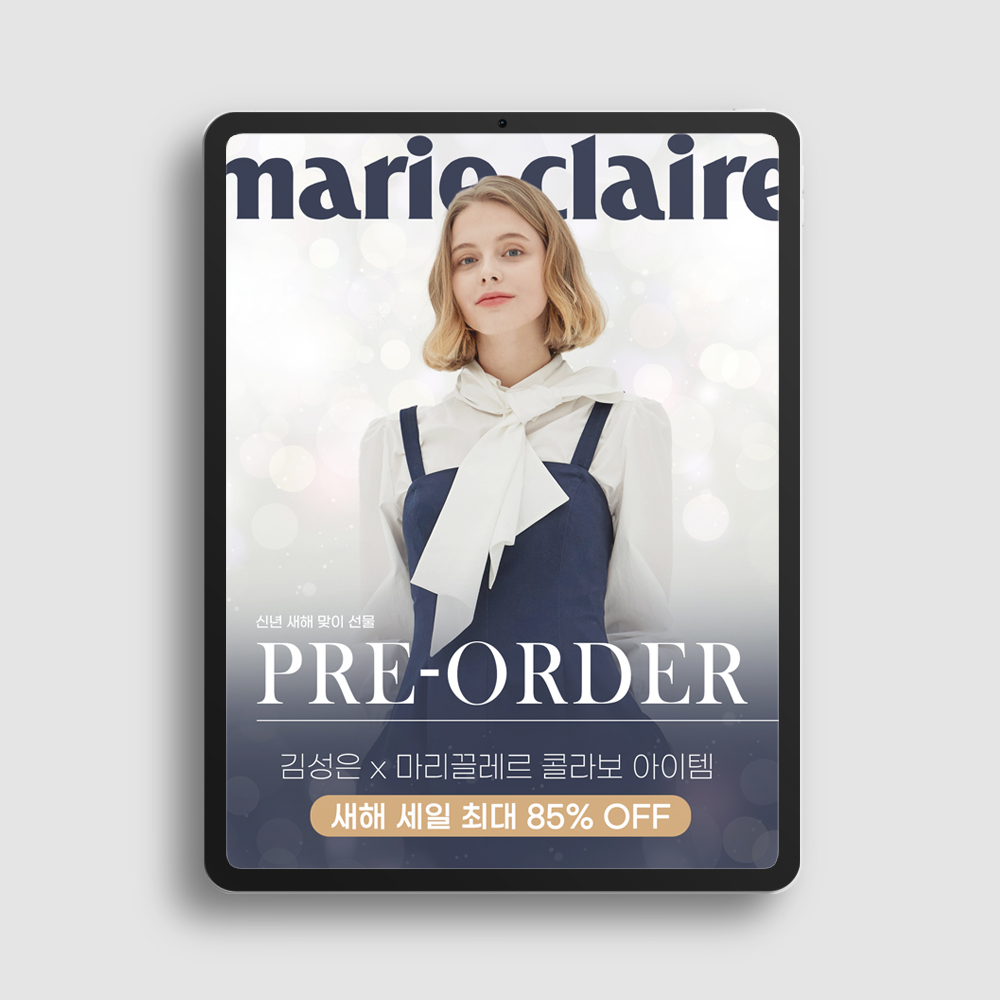 marie claire
신년 새해 맞이 선물
PRE-ORDER
김성은 x 마리끌레르 콜라보 아이템
새해 세일 최대 85% OFF